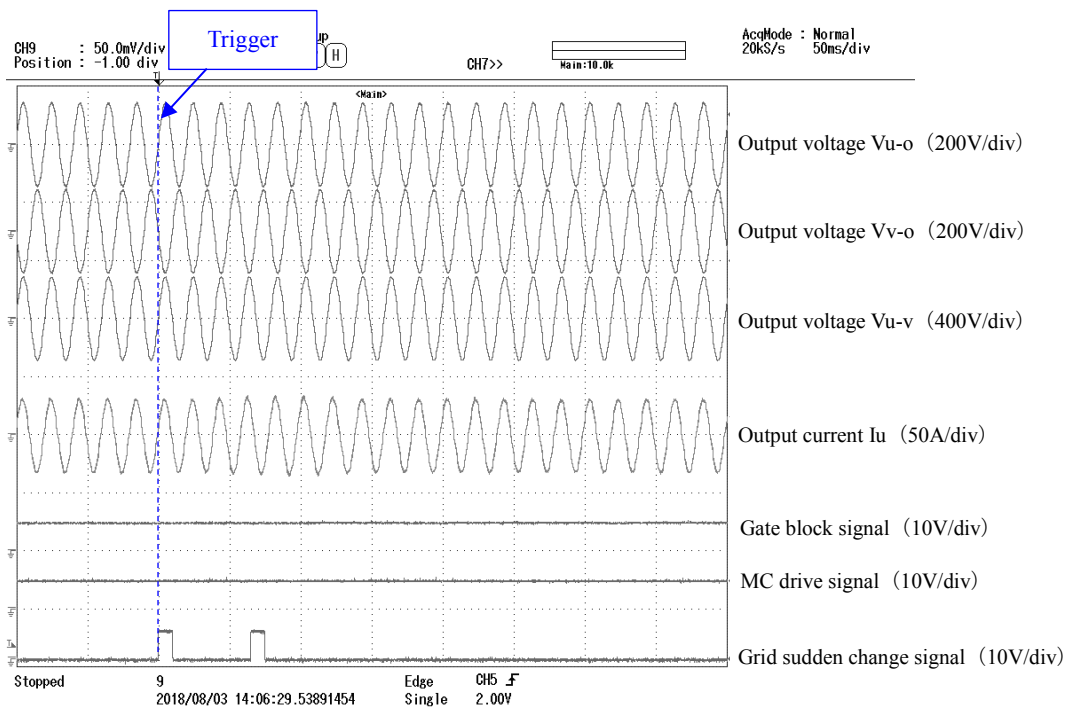 CH9 : 50.0mV/div
Position : -1.00 div
Trigger
up
H
CH7>>
Main:10.0k
AcqMode : Normal
20kS/s 50ms/div
T
<Main>
Output voltage Vu-o（200V/div）
Output voltage Vv-o（200V/div）
Output voltage Vu-v（400V/div）
Output current Iu（50A/div）
Gate block signal（10V/div）
MC drive signal（10V/div）
Grid sudden change signal（10V/div）
Stopped 9 Edge CH5
2018/08/03 14:06:29.53891454 Single 2.00V